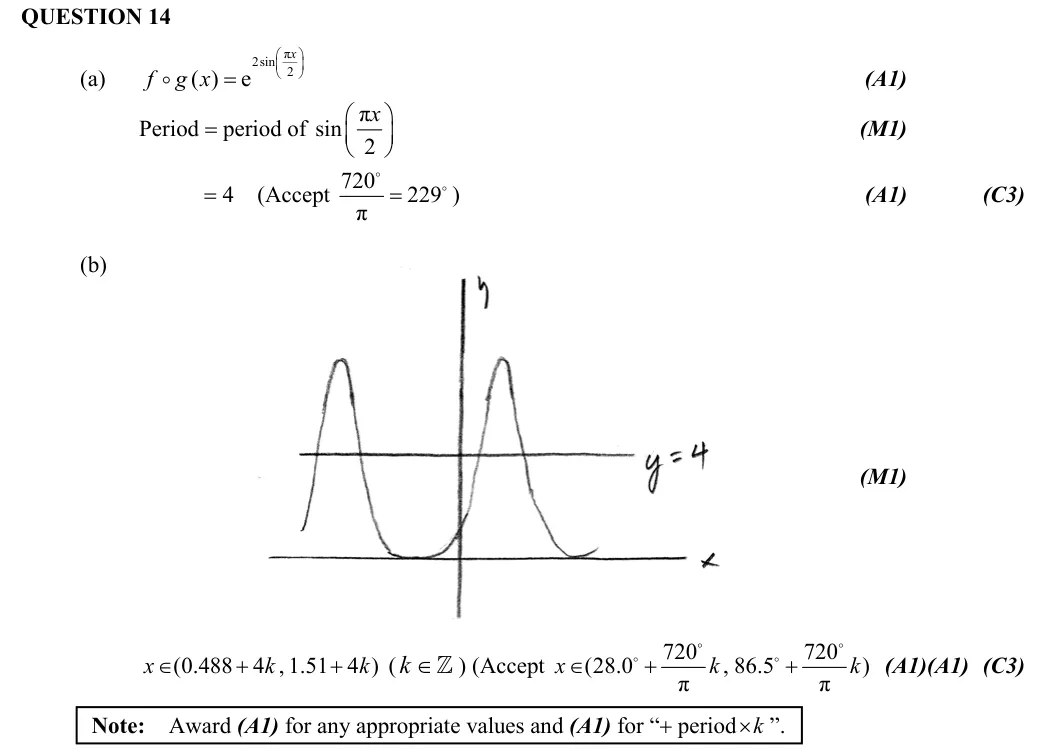 QUESTION 14
(a) f∘g(x) = e^{2 sin(πx/2)} (A1)
Period = period of sin(πx/2) (M1)
= 4 (Accept 720°/π = 229°) (A1) (C3)
(b)
y
y = 4
(M1)
x
x ∈ (0.488 + 4k, 1.51 + 4k) (k ∈ ℤ) (Accept x ∈ (28.0° + 720°/π k, 86.5° + 720°/π k) (A1)(A1) (C3)
Note: Award (A1) for any appropriate values and (A1) for “+ period × k ”.